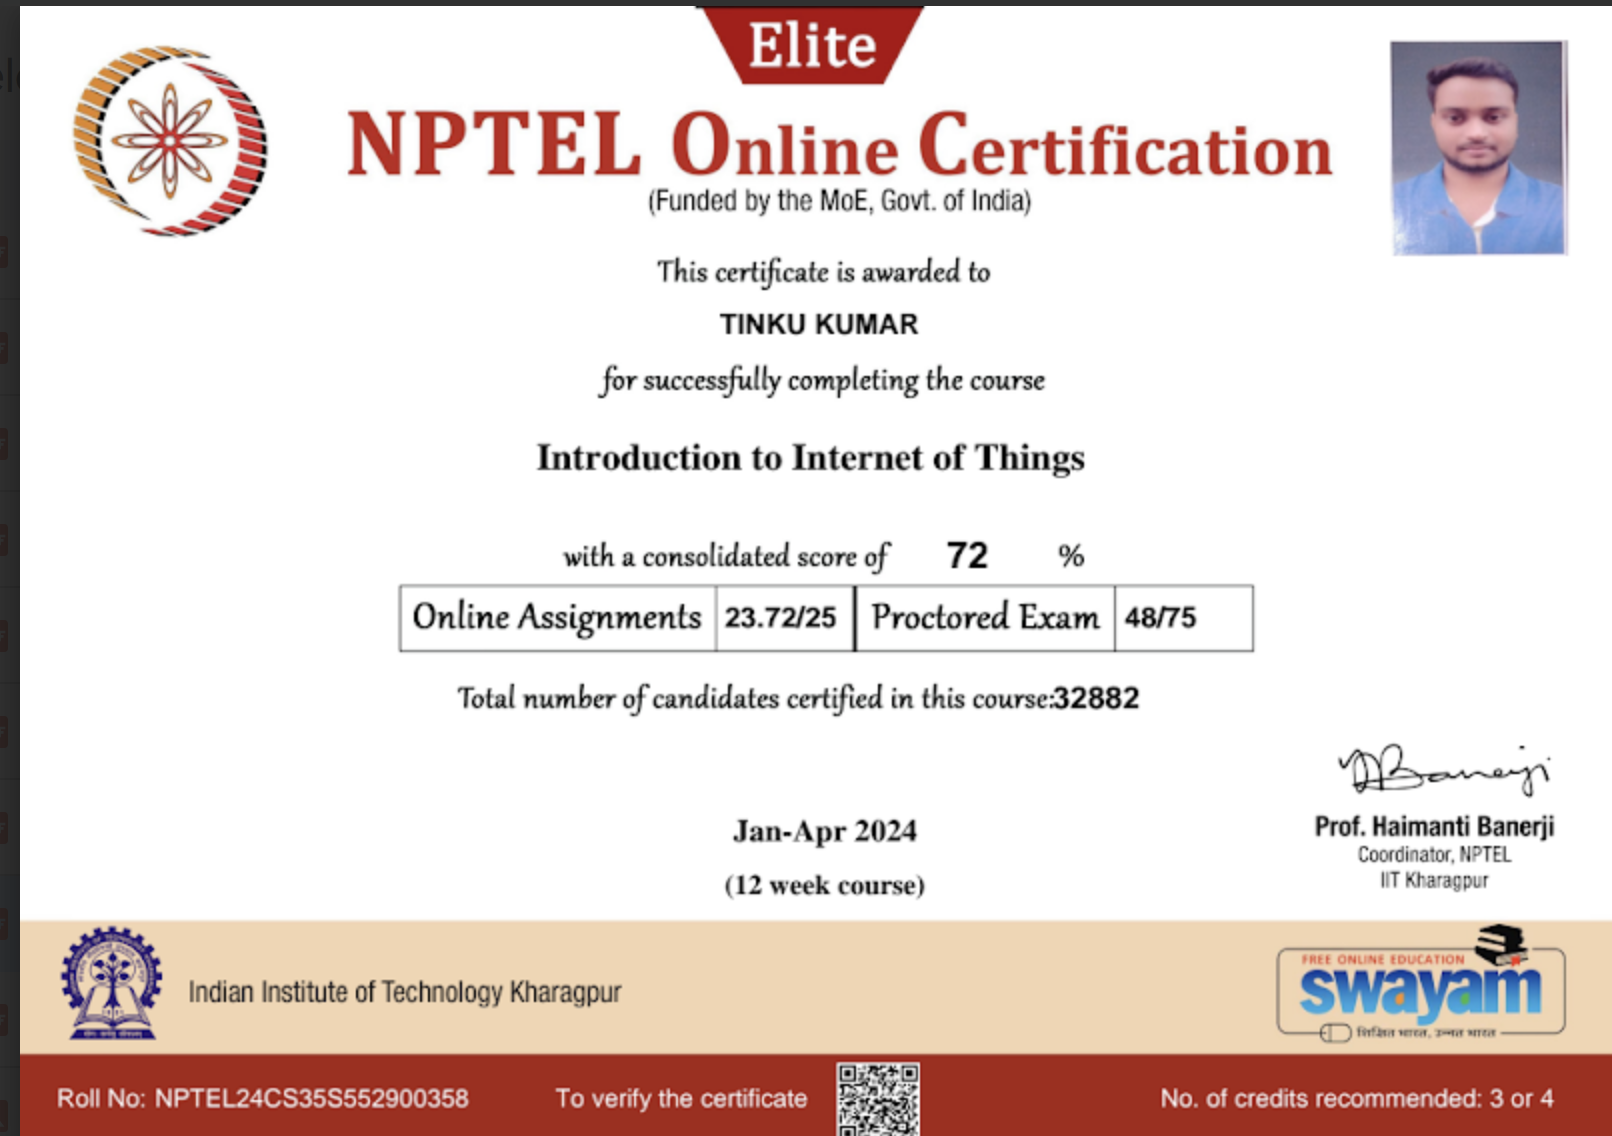 Elite
NPTEL Online Certification
(Funded by the MoE, Govt. of India)
This certificate is awarded to
TINKU KUMAR
for successfully completing the course
Introduction to Internet of Things
with a consolidated score of 72 %
Online Assignments 23.72/25 Proctored Exam 48/75
Total number of candidates certified in this course:32882
Banerji
Prof. Haimanti Banerji
Coordinator, NPTEL
IIT Kharagpur
Jan-Apr 2024
(12 week course)
Indian Institute of Technology Kharagpur
FREE ONLINE EDUCATION
swayam
शिक्षित भारत, उन्नत भारत
Roll No: NPTEL24CS35S552900358 To verify the certificate No. of credits recommended: 3 or 4